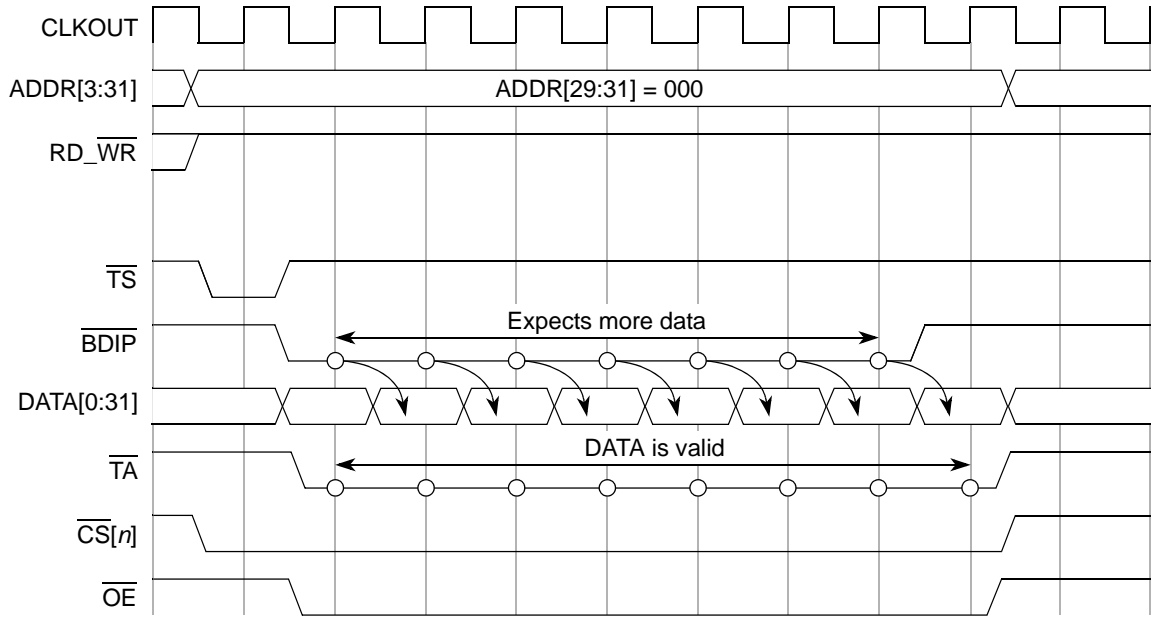 CLKOUT
ADDR[3:31]
ADDR[29:31] = 000
RD_WR
TS
Expects more data
BDIP
DATA[0:31]
DATA is valid
TA
CS[n]
OE